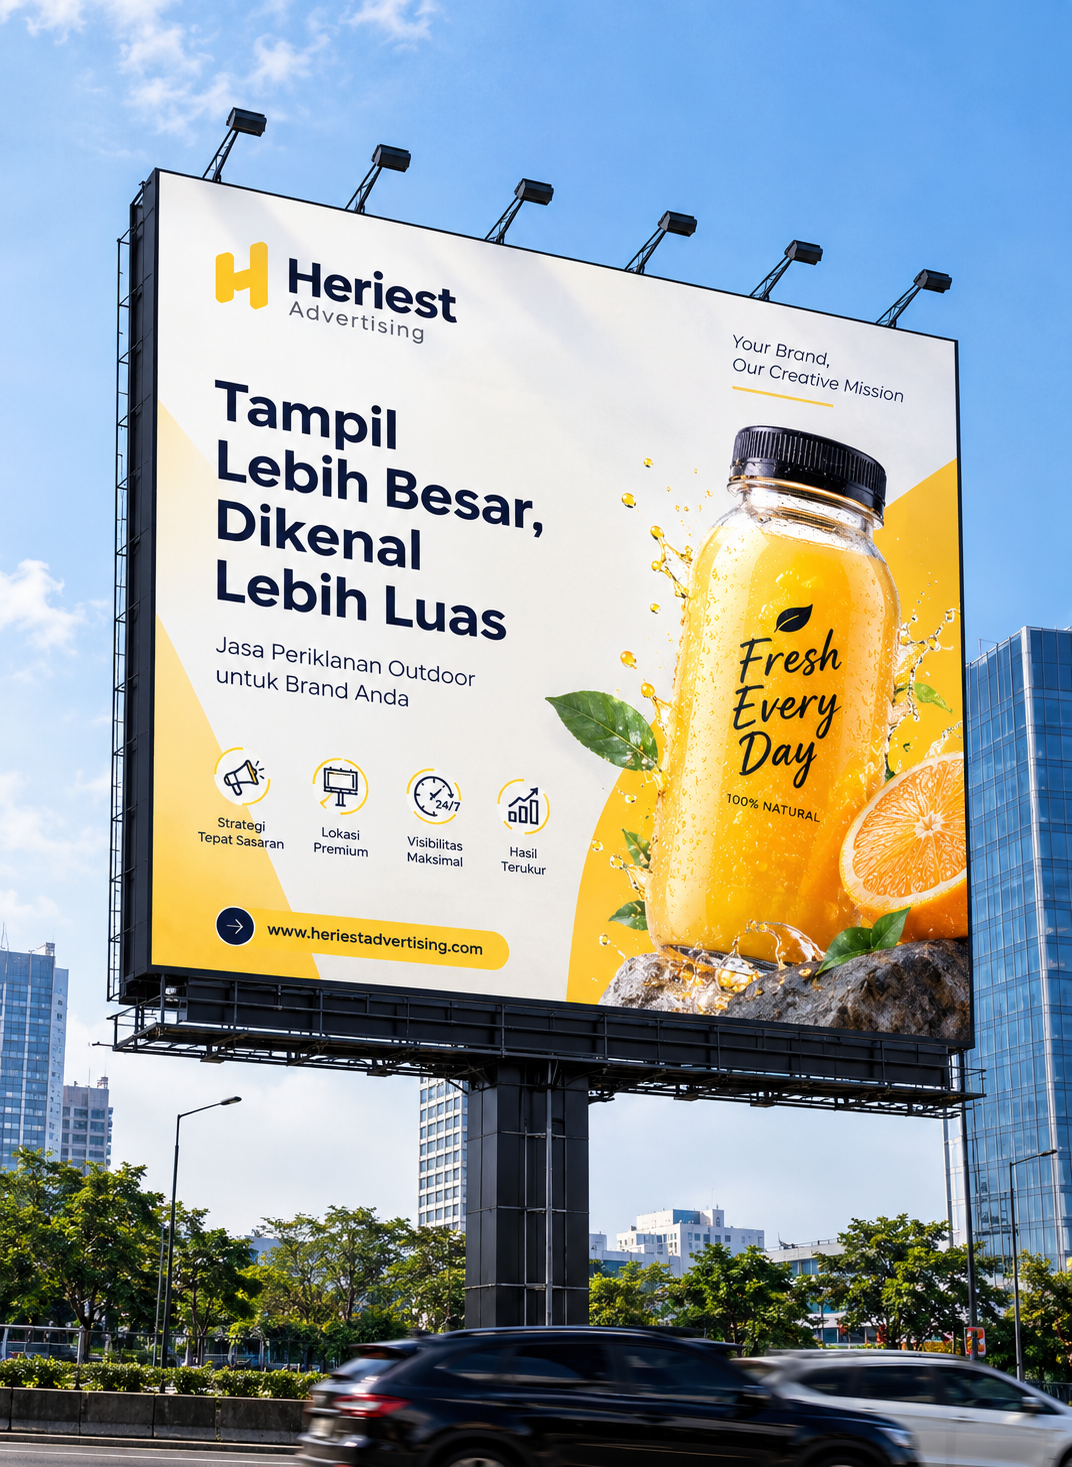 Heriest
Advertising
Your Brand,
Our Creative Mission
Tampil
Lebih Besar,
Dikenal
Lebih Luas
Jasa Periklanan Outdoor
untuk Brand Anda
Strategi
Tepat Sasaran
Lokasi
Premium
24/7
Visibilitas
Maksimal
Hasil
Terukur
www.heriestadvertising.com
Fresh
Every
Day
100% NATURAL